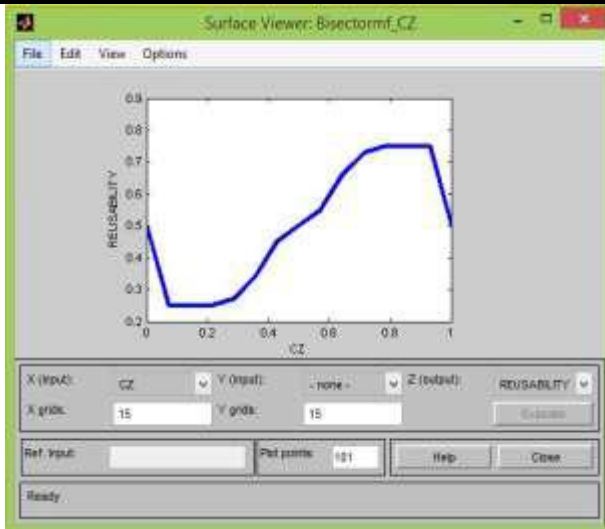 Surface Viewer: Bisectormf_CZ
File Edit View Options
0.9
0.8
0.7
0.6
0.5
0.4
0.3
0.2
REUSABILITY
0 0.2 0.4 0.6 0.8 1
CZ
X (input): CZ Y (input): - none - Z (output): REUSABILITY
X grids: 15 Y grids: 15 Evaluate
Ref. Input: Plot points: 101 Help Close
Ready